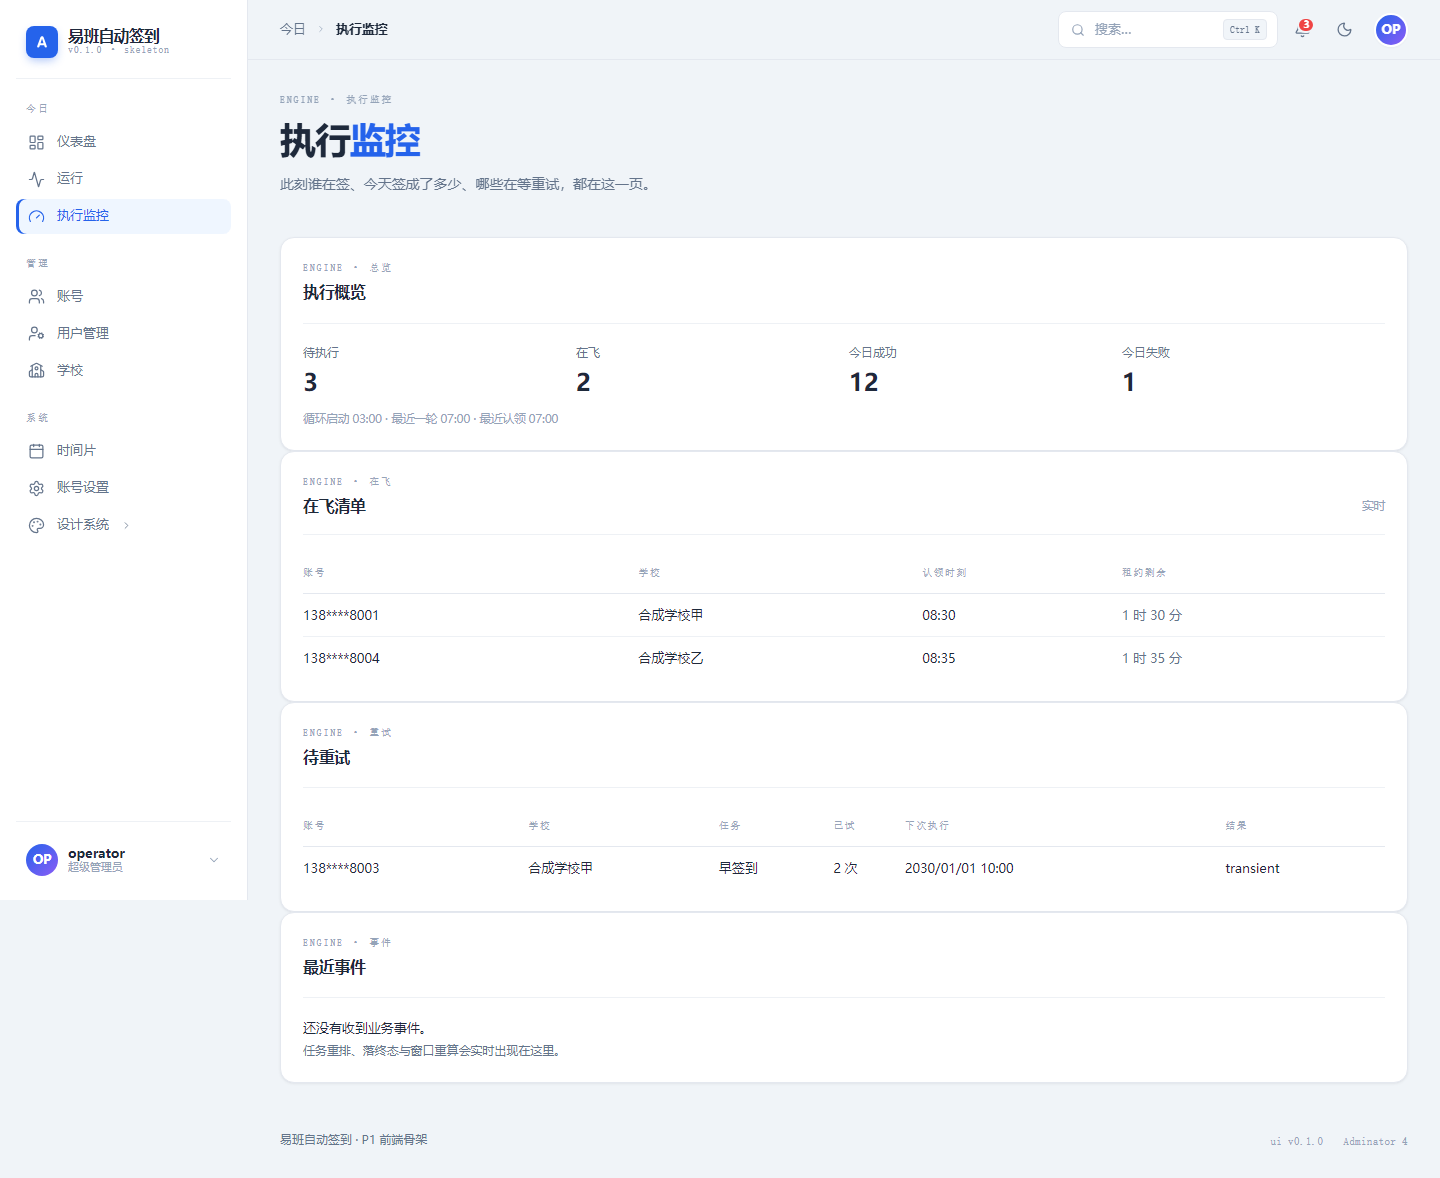 A
易班自动签到
v0.1.0 • skeleton
今日
仪表盘
运行
执行监控
管理
账号
用户管理
学校
系统
时间片
账号设置
设计系统
OP
operator
超级管理员
今日 › 执行监控
搜索... Ctrl K
3
OP
ENGINE • 执行监控
执行监控
此刻谁在签、今天签成了多少、哪些在等重试，都在这一页。
ENGINE • 总览
执行概览
待执行 在飞 今日成功 今日失败
3 2 12 1
循环启动 03:00 · 最近一轮 07:00 · 最近认领 07:00
ENGINE • 在飞
在飞清单
实时
账号 学校 认领时刻 租约剩余
138****8001 合成学校甲 08:30 1 时 30 分
138****8004 合成学校乙 08:35 1 时 35 分
ENGINE • 重试
待重试
账号 学校 任务 已试 下次执行 结果
138****8003 合成学校甲 早签到 2 次 2030/01/01 10:00 transient
ENGINE • 事件
最近事件
还没有收到业务事件。
任务重排、落终态与窗口重算会实时出现在这里。
易班自动签到 · P1 前端骨架
ui v0.1.0 Adminator 4